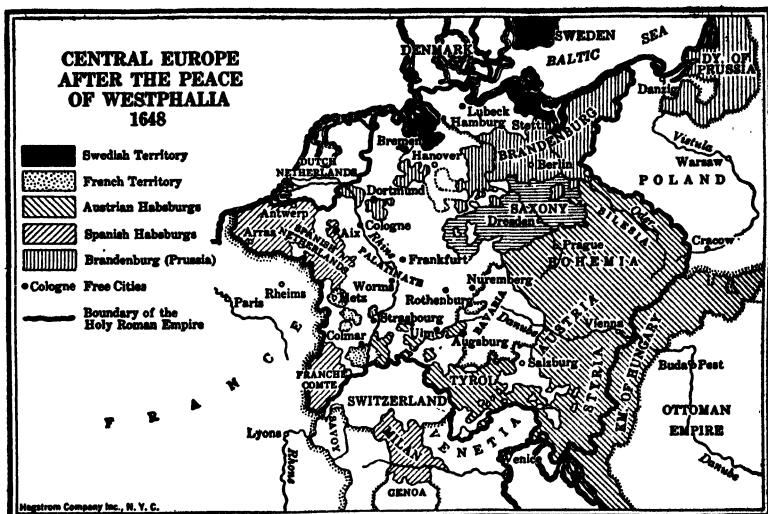 CENTRAL EUROPE
AFTER THE PEACE
OF WESTPHALIA
1648
Swedish Territory
French Territory
Austrian Habsburgs
Spanish Habsburgs
Brandenburg (Prussia)
Cologne Free Cities
Boundary of the
Holy Roman Empire
SWEDEN
DENMARK
BALTIC SEA
DY. OF
PRUSSIA
Danzig
Lubeck
Hamburg
Stettin
Bremen
BRANDENBURG
Hanover
Berlin
Vistula
Warsaw
DUTCH
NETHERLANDS
POLAND
Dortmund
SAXONY
Antwerp
Dresden
Oder
SILESIA
Cologne
Aix
SPANISH
NETHERLANDS
Arras
Rhine
PALATINATE
Prague
BOHEMIA
Cracow
Frankfurt
Paris
Rheims
Worms
Nuremberg
Metz
Rothenburg
Strasbourg
BAVARIA
Danube
AUSTRIA
Vienna
Ulm
Colmar
Augsburg
Salzburg
STYRIA
KM. OF HUNGARY
Buda Pest
FRANCE
FRANCHE
COMTE
TYROL
SWITZERLAND
OTTOMAN
EMPIRE
Lyons
SAVOY
MILAN
VENETIA
Venice
Danube
Rhone
GENOA
Hagstrom Company Inc., N. Y. C.